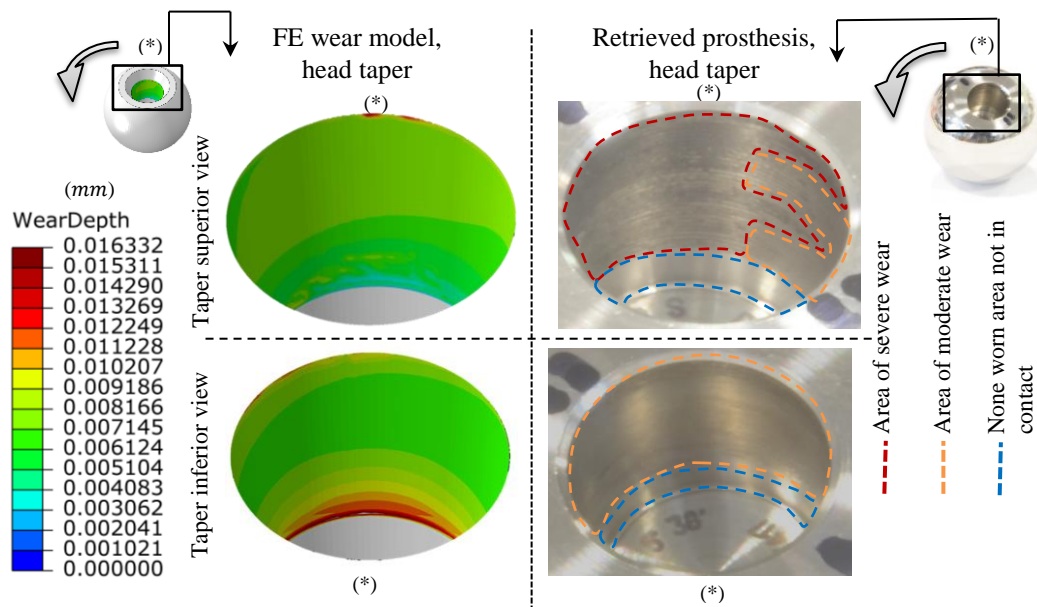 (*)
FE wear model,
head taper
(*)
Retrieved prosthesis,
head taper
(*)
(*)
(mm)
WearDepth
0.016332
0.015311
0.014290
0.013269
0.012249
0.011228
0.010207
0.009186
0.008166
0.007145
0.006124
0.005104
0.004083
0.003062
0.002041
0.001021
0.000000
Taper superior view
Taper inferior view
S
38°
(*)
(*)
Area of severe wear
Area of moderate wear
None worn area not in
contact